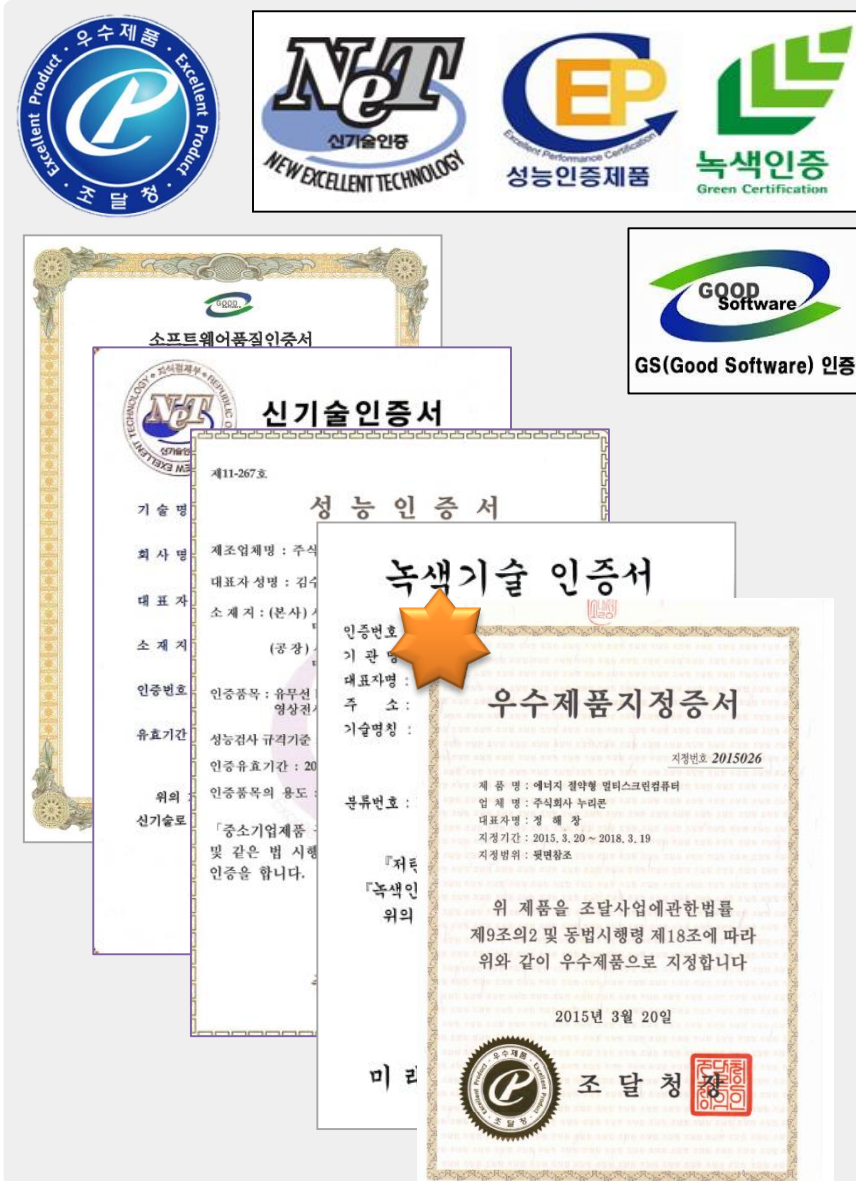 우수제품
Excellent Product
Excellent Product
조달청
NeT
신기술인증
NEW EXCELLENT TECHNOLOGY
CEP
Excellent Performance Certification
성능인증제품
녹색인증
Green Certification
GOOD
Software
GS(Good Software) 인증
GOOD
소프트웨어품질인증서
NeT
신기술인증서
기 술 명
회 사 명
대 표 자
소 재 지
인증번호
유효기간
위의
신기술로
제11-267호
성 능 인 증 서
제조업체명 : 주식
대표자 성명 : 김수
소 재 지 : (본사)
(공 장)
인증품목 : 유무선
영상전
성능검사 규격기준
인증유효기간 : 20
인증품목의 용도 :
「중소기업제품
및 같은 법 시행
인증을 합니다.
녹색기술 인증서
인증번호
기 관 명
대표자명 :
주 소 :
기술명칭 :
분류번호 :
『저탄
『녹색인
위의
미 래
우수제품지정증서
지정번호 2015026
제 품 명 : 에너지 절약형 멀티스크린컴퓨터
업 체 명 : 주식회사 누리콘
대표자명 : 정 해 창
지정기간 : 2015. 3. 20 ~ 2018. 3. 19
지정범위 : 뒷면참조
위 제품을 조달사업에관한법률
제9조의2 및 동법시행령 제18조에 따라
위와 같이 우수제품으로 지정합니다
2015년 3월 20일
우수제품
Excellent Product
Excellent Product
조달청
조 달 청 장